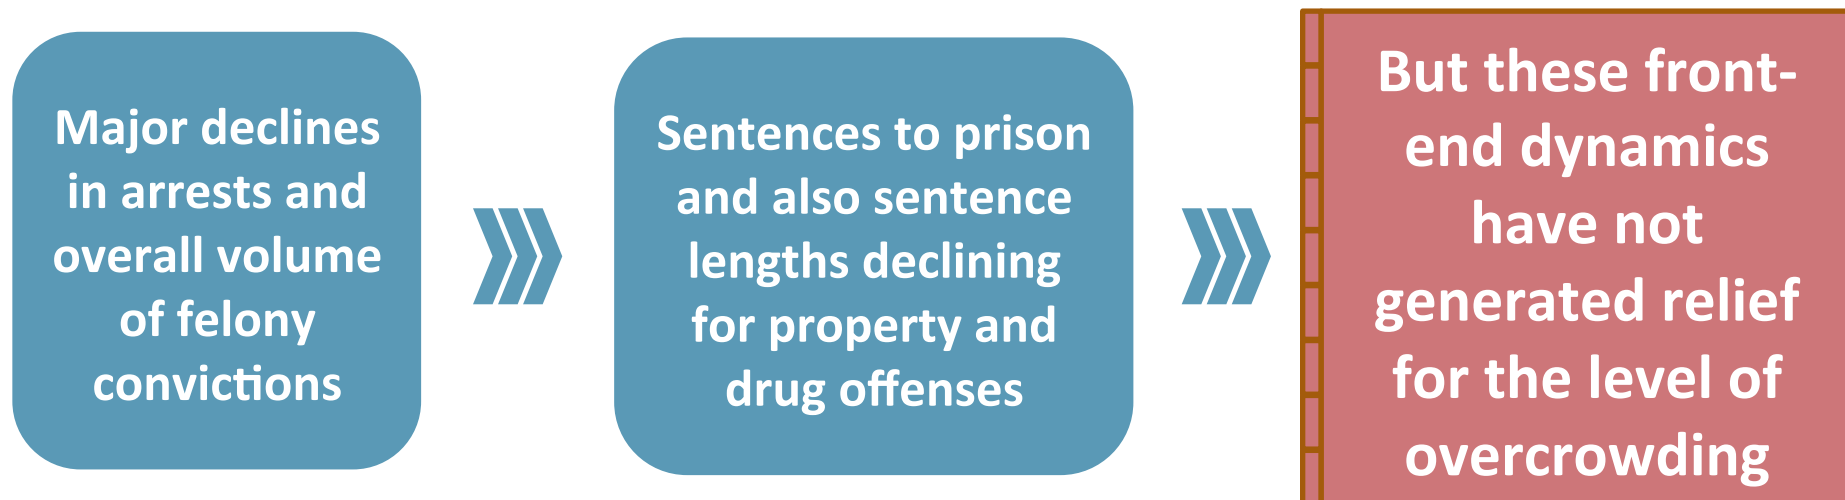 Major declines
in arrests and
overall volume
of felony
convictions
Sentences to prison
and also sentence
lengths declining
for property and
drug offenses
But these front-
end dynamics
have not
generated relief
for the level of
overcrowding